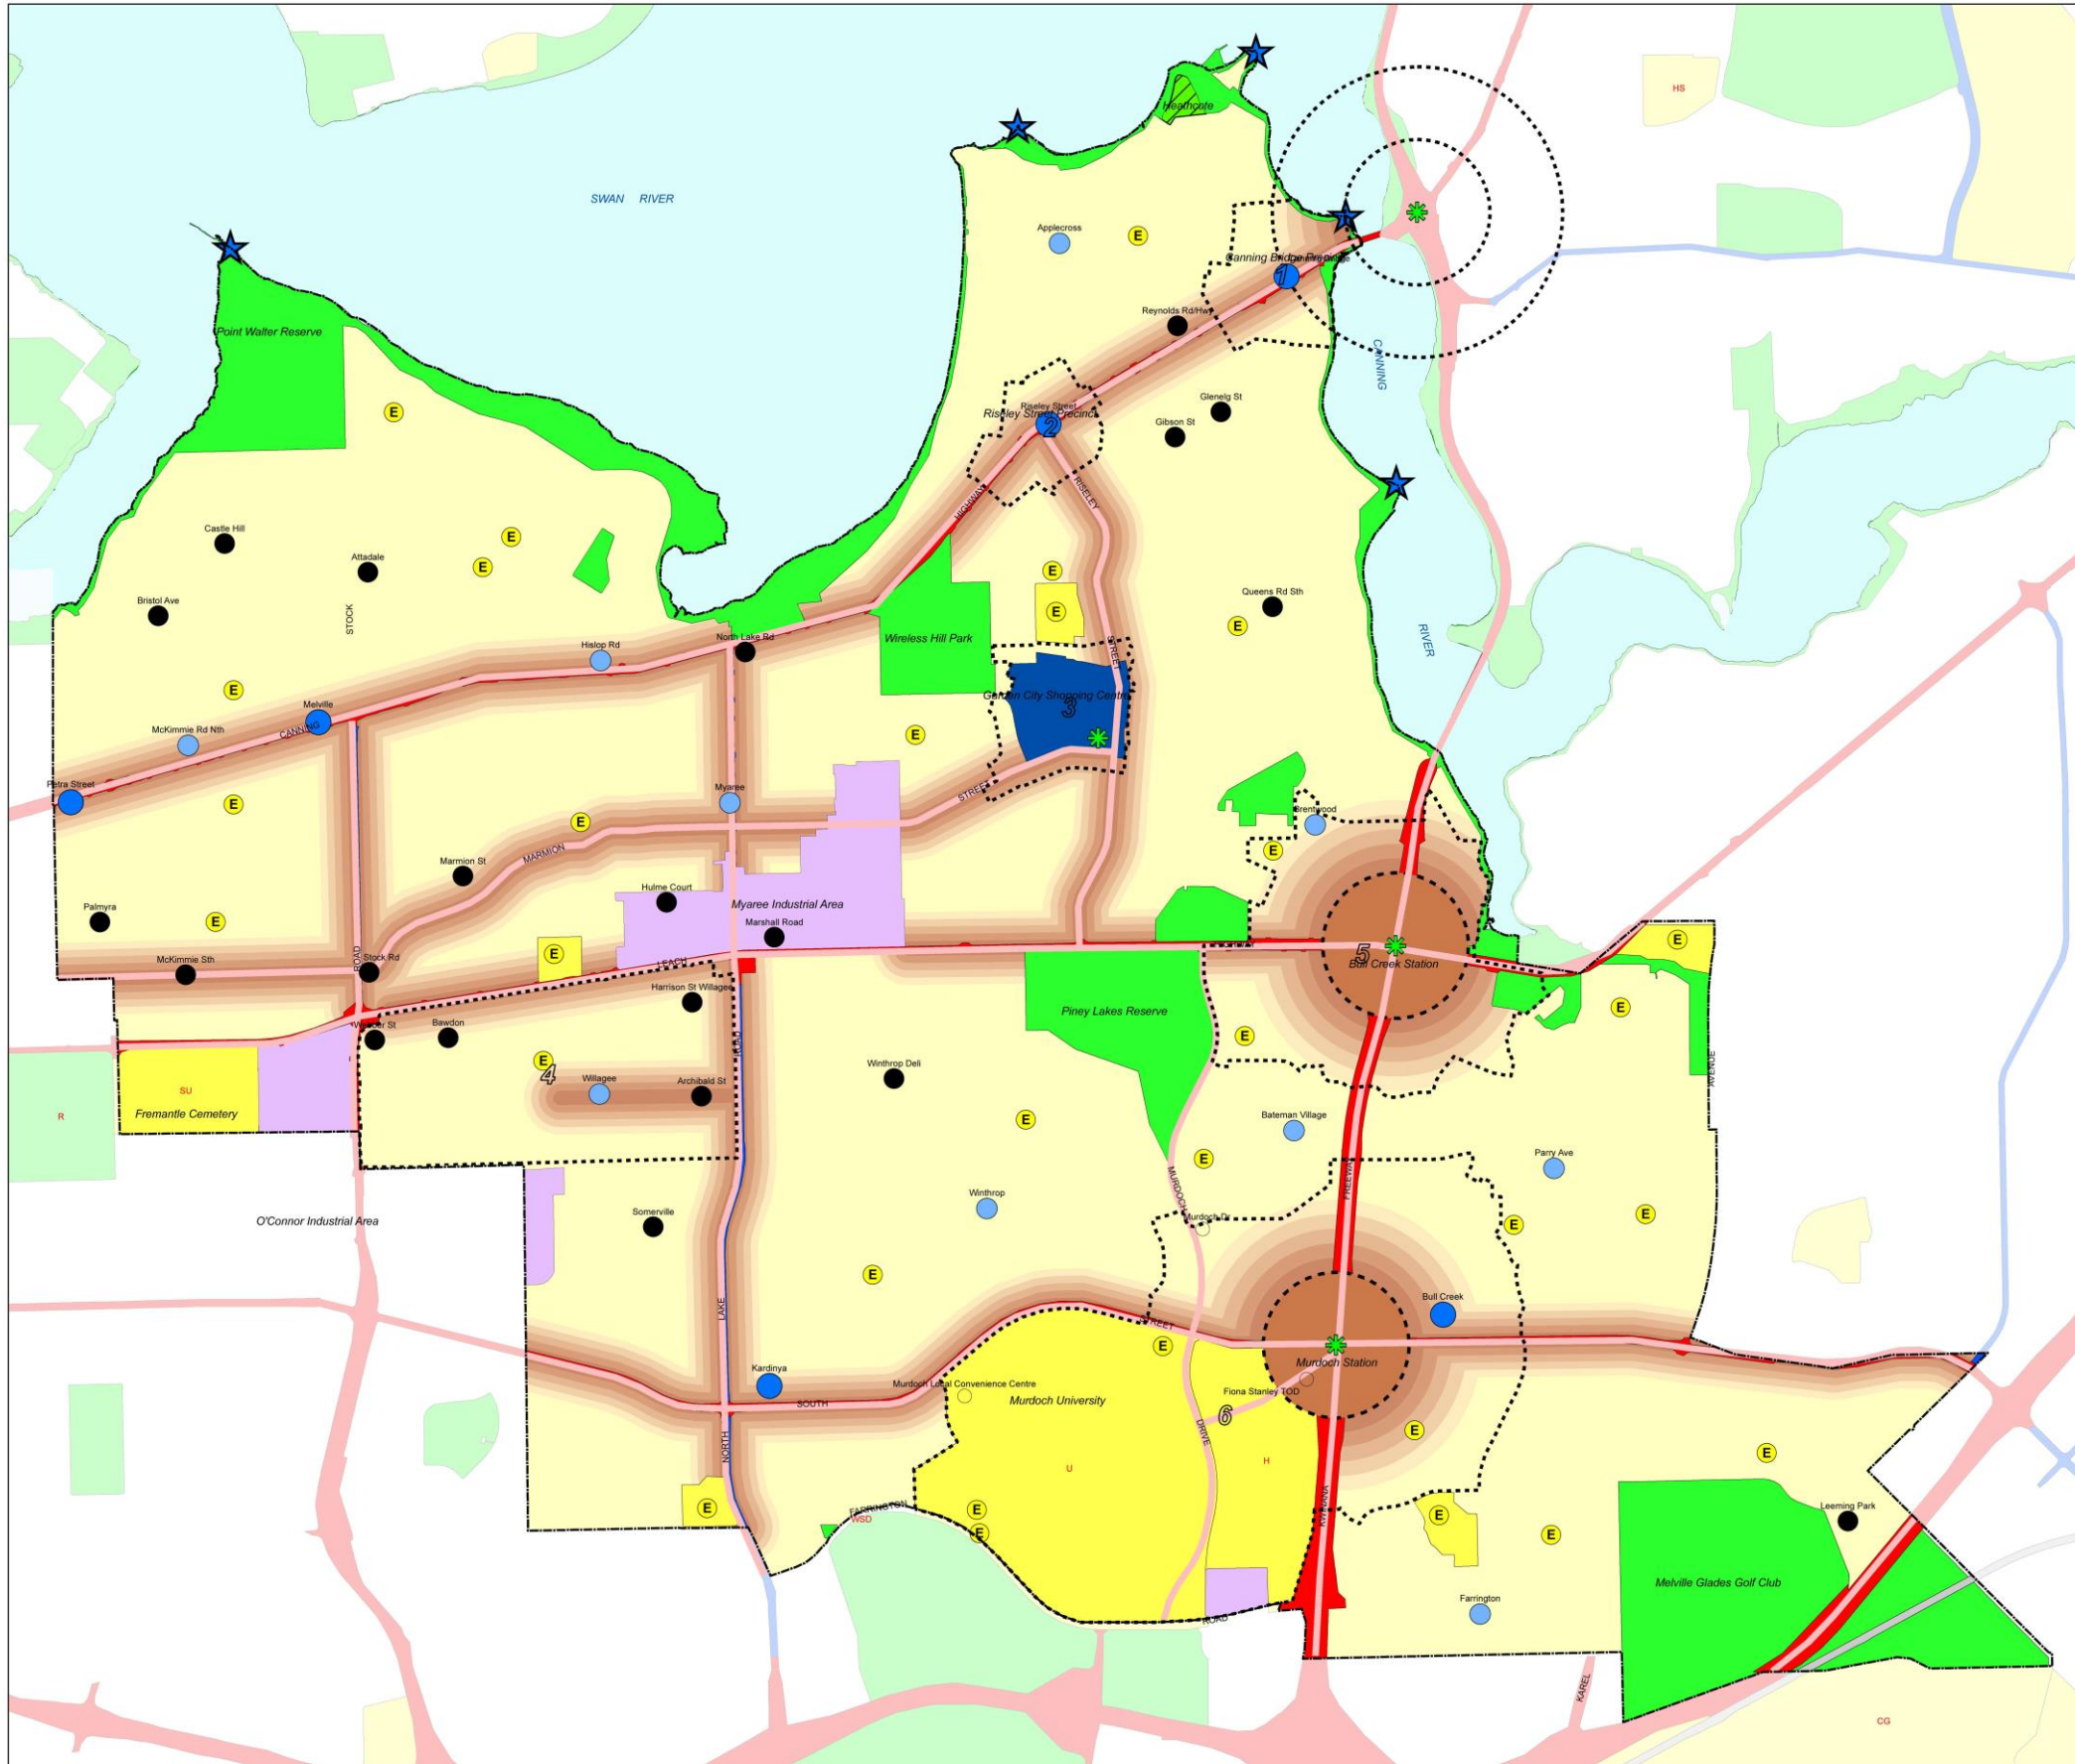 HS
Heathcote
SWAN RIVER
Applecross
E
Canning Bridge Precinct
1
Point Walter Reserve
Reynolds Rd/Hwy
CANNING
Glenelg St
Riseley Street
Riseley Street Precinct
2
E
Gibson St
HIGHWAY
RISELEY
Castle Hill
E
Attadale
E
E
Bristol Ave
E
Queens Rd Sth
STOCK
E
RIVER
North Lake Rd
Wireless Hill Park
STREET
Hislop Rd
E
Garden City Shopping Centre
3
Melville
McKimmie Rd Nth
CANNING
E
Petra Street
Myaree
STREET
E
E
Brentwood
MARMION
E
Marmion St
Hulme Court
Myaree Industrial Area
Palmyra
E
Marshall Road
E
5
ROAD
Stock Rd
E
LEACH
Bull Creek Station
McKimmie Sth
Harrison St Willagee
Piney Lakes Reserve
E
Webber St
Bawdon
ROAD
E
E
4
Winthrop Deli
AVENUE
SU
Willagee
Archibald St
R
Fremantle Cemetery
E
Bateman Village
E
Parry Ave
FREEWAY
MURDOCH
Winthrop
Murdoch Dr
E
E
O'Connor Industrial Area
Somerville
E
LAKE
STREET
Bull Creek
E
Murdoch Station
Kardinya
Murdoch Local Convenience Centre
Fiona Stanley TOD
SOUTH
Murdoch University
6
DRIVE
E
NORTH
E
U
H
KWINANA
E
FARRINGTON
WSD
E
E
E
E
Leeming Park
Melville Glades Golf Club
Farrington
ROAD
KAREL
CG